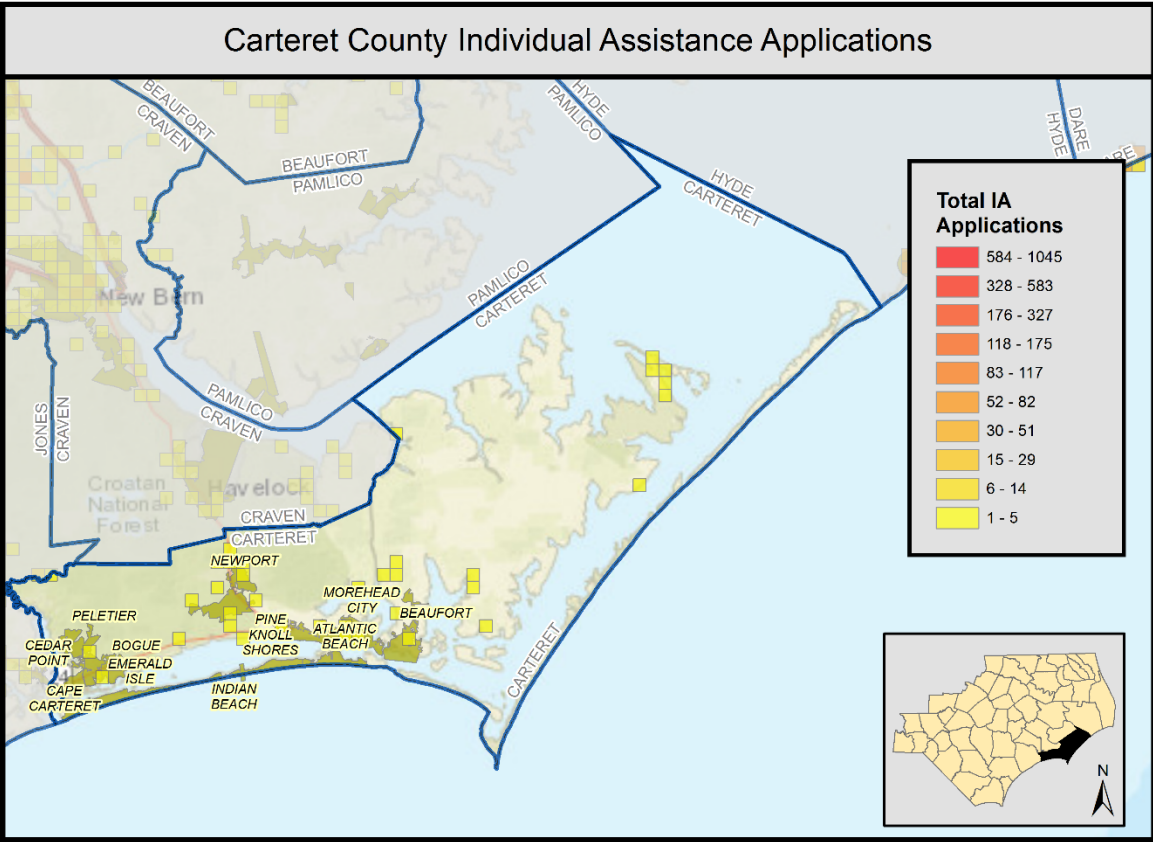 Carteret County Individual Assistance Applications
BEAUFORT
CRAVEN
HYDE
PAMLICO
DARE
HYDE
BEAUFORT
PAMLICO
HYDE
CARTERET
Total IA
Applications
584 - 1045
328 - 583
176 - 327
118 - 175
83 - 117
52 - 82
30 - 51
15 - 29
6 - 14
1 - 5
New Bern
PAMLICO
CARTERET
PAMLICO
CRAVEN
JONES
CRAVEN
Croatan
National
Forest
Havelock
CRAVEN
CARTERET
NEWPORT
MOREHEAD
CITY
BEAUFORT
PELETIER
PINE
KNOLL
SHORES
ATLANTIC
BEACH
CEDAR
POINT
BOGUE
EMERALD
ISLE
CAPE
CARTERET
INDIAN
BEACH
CARTERET
N